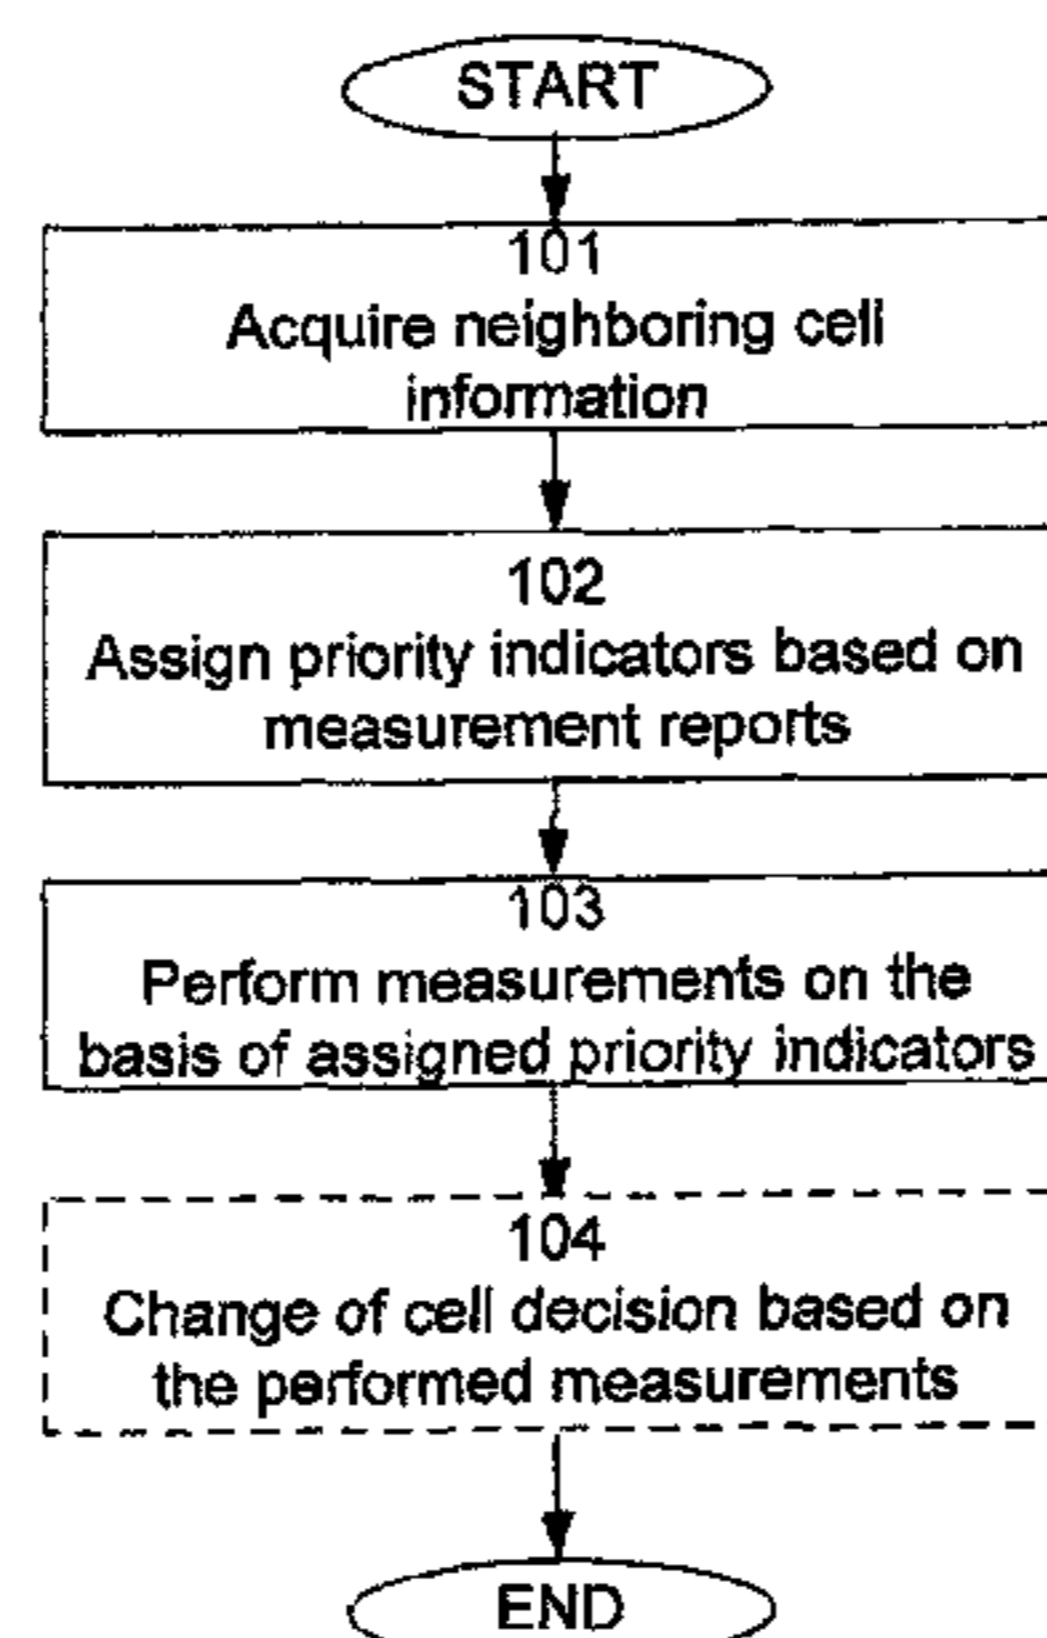 START
101
Acquire neighboring cell
information
102
Assign priority indicators based on
measurement reports
103
Perform measurements on the
basis of assigned priority indicators
104
Change of cell decision based on
the performed measurements
END